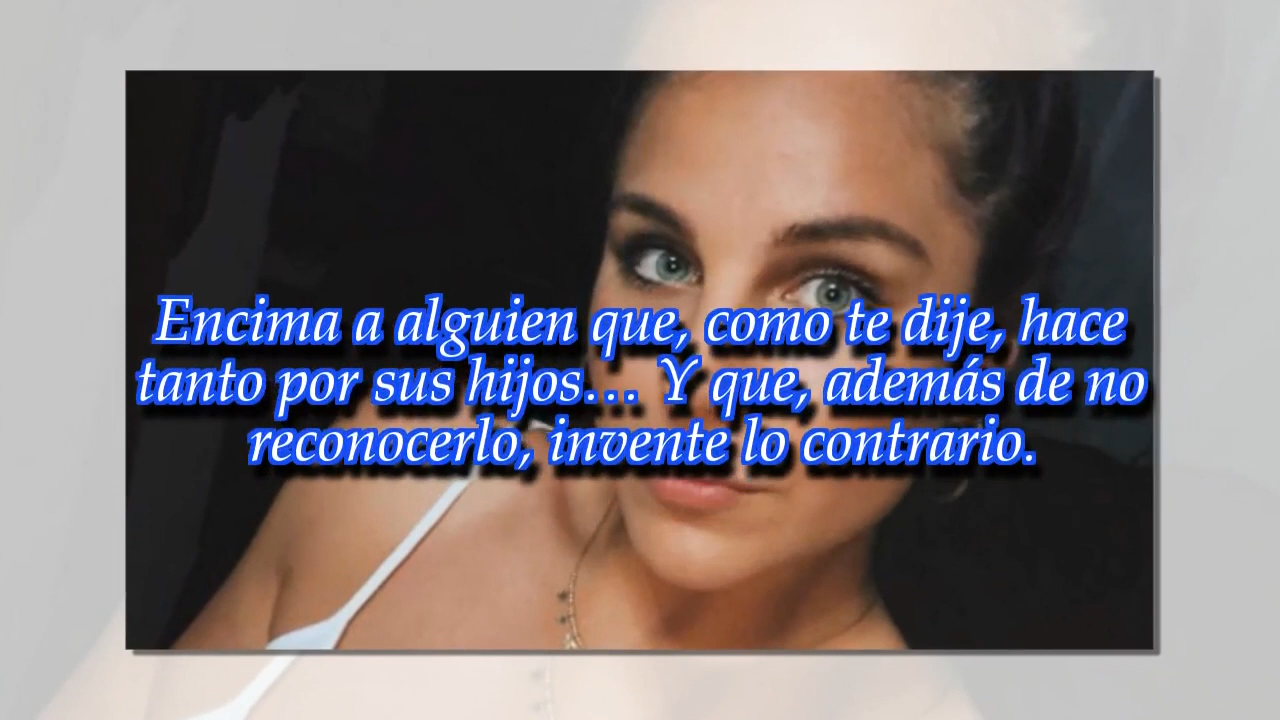 Encima a alguien que, como te dije, hace
tanto por sus hijos… Y que, además de no
reconocerlo, invente lo contrario.